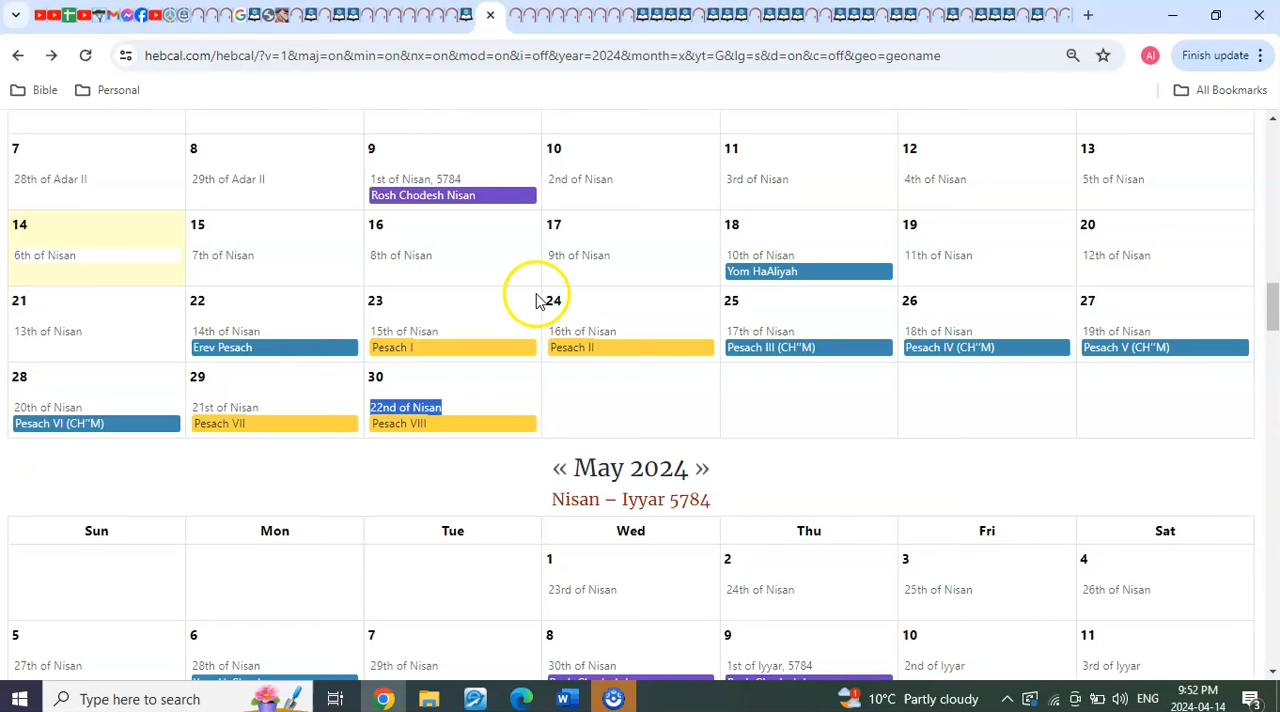 hebcal.com/hebcal/?v=1&maj=on&min=on&nx=on&mod=on&i=off&year=2024&month=x&yt=G&lg=s&d=on&c=off&geo=geoname
AI
Finish update
Bible
Personal
All Bookmarks
7 8 9 10 11 12 13
28th of Adar II 29th of Adar II 1st of Nisan, 5784 2nd of Nisan 3rd of Nisan 4th of Nisan 5th of Nisan
Rosh Chodesh Nisan
14 15 16 17 18 19 20
6th of Nisan 7th of Nisan 8th of Nisan 9th of Nisan 10th of Nisan 11th of Nisan 12th of Nisan
Yom HaAliyah
21 22 23 24 25 26 27
13th of Nisan 14th of Nisan 15th of Nisan 16th of Nisan 17th of Nisan 18th of Nisan 19th of Nisan
Erev Pesach Pesach I Pesach II Pesach III (CH’’M) Pesach IV (CH’’M) Pesach V (CH’’M)
28 29 30
20th of Nisan 21st of Nisan 22nd of Nisan
Pesach VI (CH’’M) Pesach VII Pesach VIII
« May 2024 »
Nisan – Iyyar 5784
Sun Mon Tue Wed Thu Fri Sat
1 2 3 4
23rd of Nisan 24th of Nisan 25th of Nisan 26th of Nisan
5 6 7 8 9 10 11
27th of Nisan 28th of Nisan 29th of Nisan 30th of Nisan 1st of Iyyar, 5784 2nd of Iyyar 3rd of Iyyar
Type here to search
1
10°C Partly cloudy
ENG
9:52 PM
2024-04-14
3